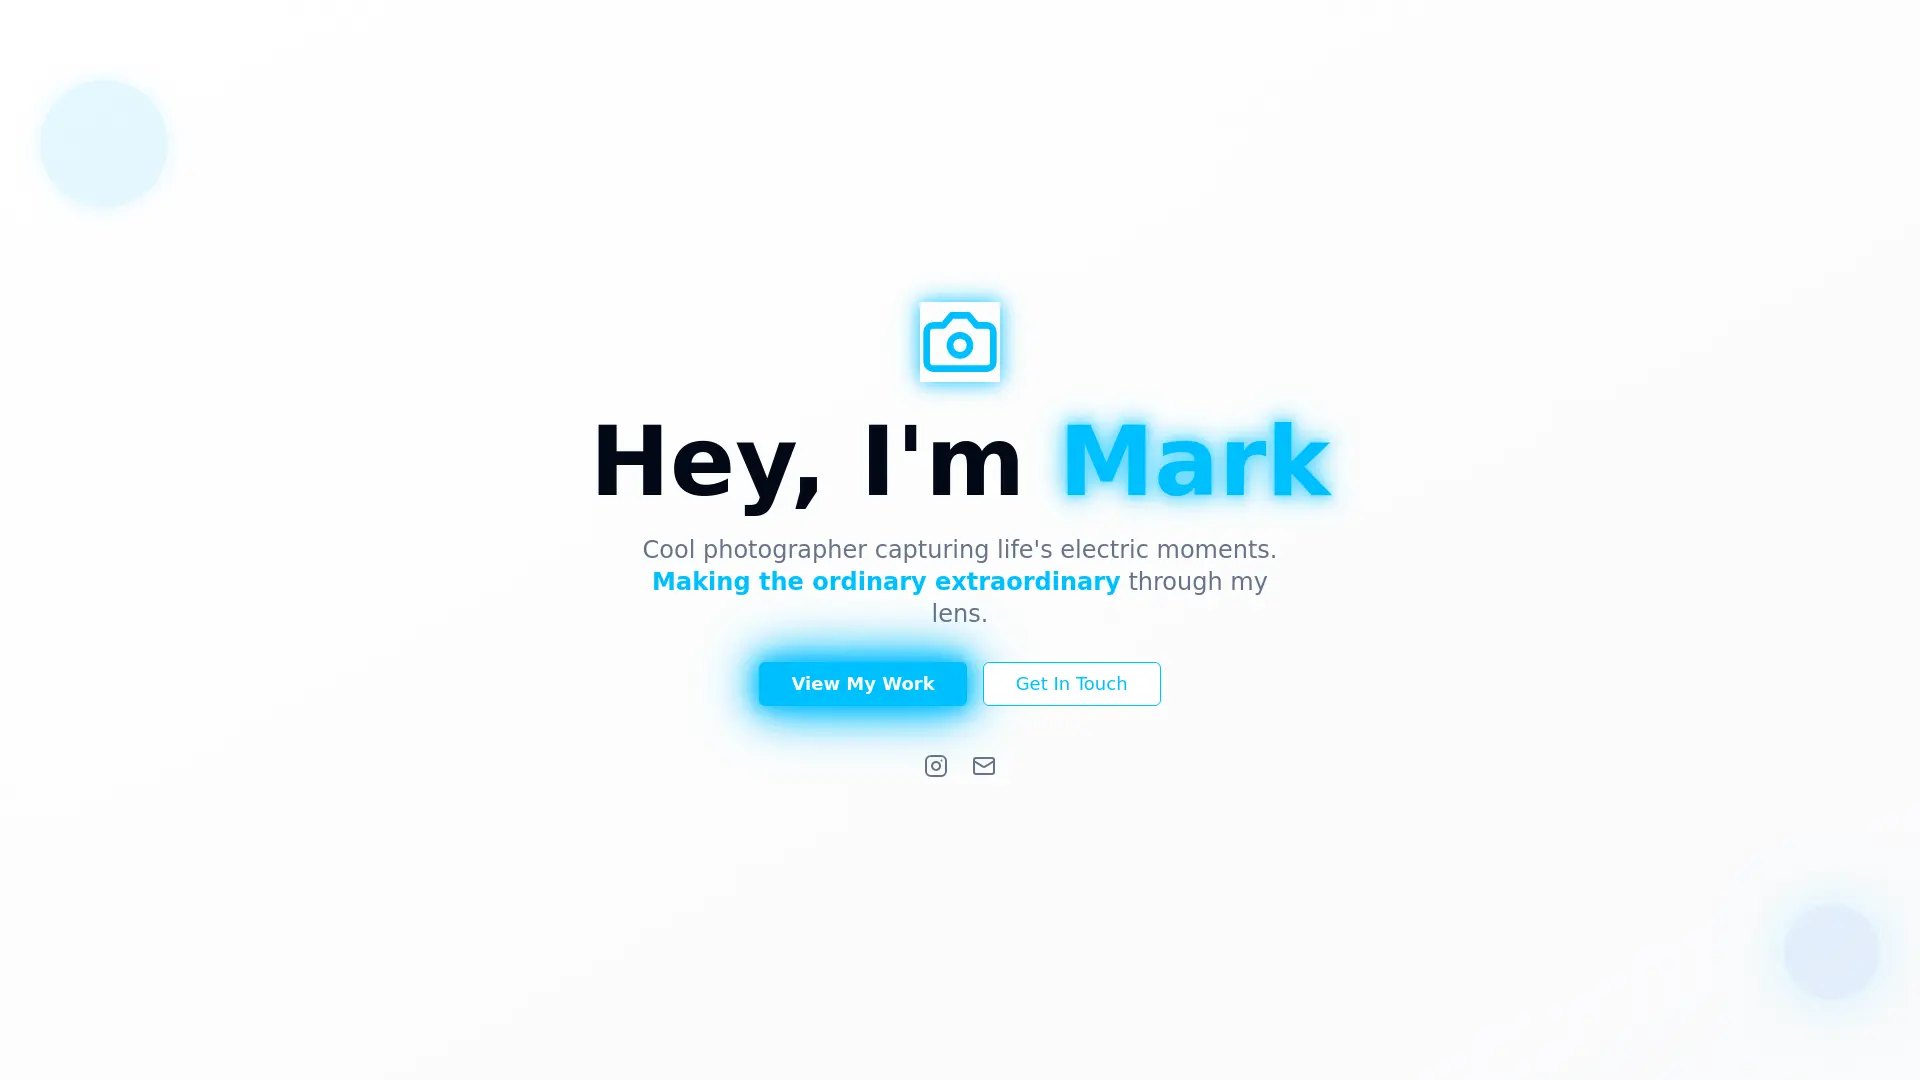 Hey, I'm Mark
Cool photographer capturing life's electric moments.
Making the ordinary extraordinary through my
lens.
View My Work
Get In Touch